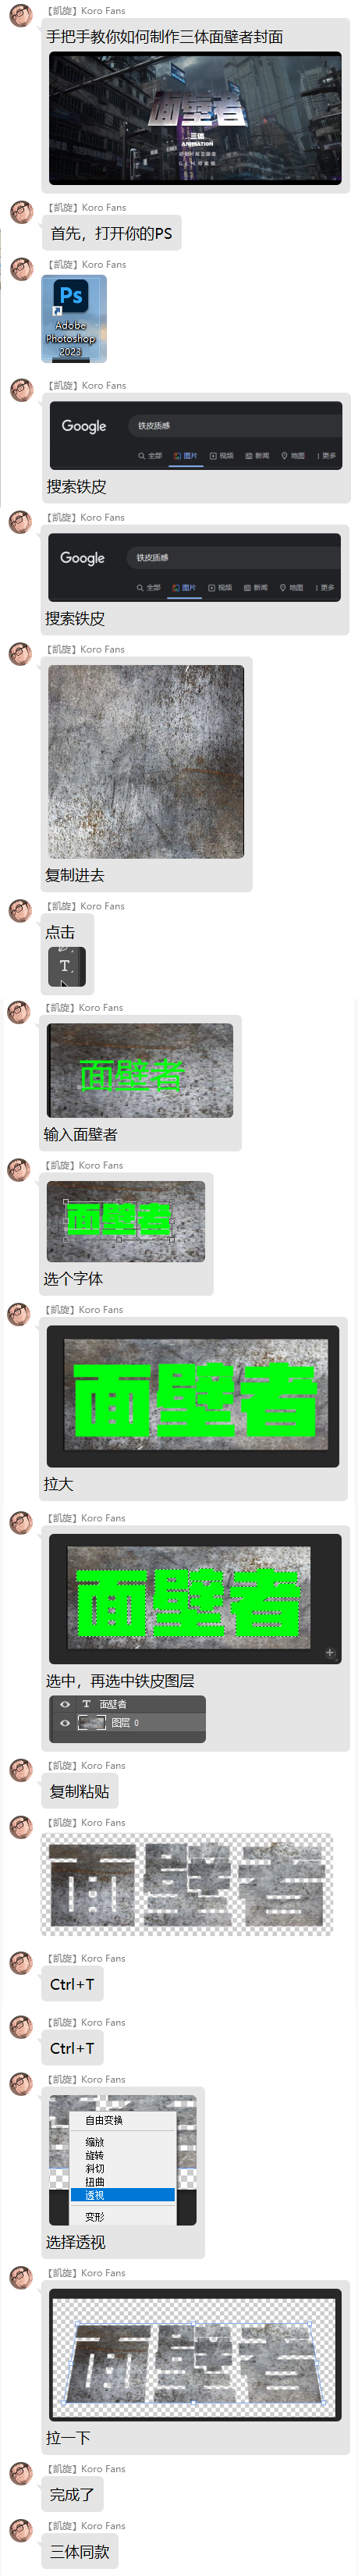 【凯旋】Koro Fans
手把手教你如何制作三体面壁者封面
面壁者
三体
ANIMATION
【凯旋】Koro Fans
首先，打开你的PS
【凯旋】Koro Fans
Ps
Adobe
Photoshop
2023
【凯旋】Koro Fans
Google
铁皮质感
全部
图片
视频
新闻
地图
更多
搜索铁皮
【凯旋】Koro Fans
Google
铁皮质感
全部
图片
视频
新闻
地图
更多
搜索铁皮
【凯旋】Koro Fans
复制进去
【凯旋】Koro Fans
点击
T
【凯旋】Koro Fans
面壁者
输入面壁者
【凯旋】Koro Fans
面壁者
选个字体
【凯旋】Koro Fans
面壁者
拉大
【凯旋】Koro Fans
面壁者
选中，再选中铁皮图层
T 面壁者
图层 0
【凯旋】Koro Fans
复制粘贴
【凯旋】Koro Fans
面壁者
【凯旋】Koro Fans
Ctrl+T
【凯旋】Koro Fans
Ctrl+T
【凯旋】Koro Fans
自由变换
缩放
旋转
斜切
扭曲
透视
变形
选择透视
【凯旋】Koro Fans
面壁者
拉一下
【凯旋】Koro Fans
完成了
【凯旋】Koro Fans
三体同款